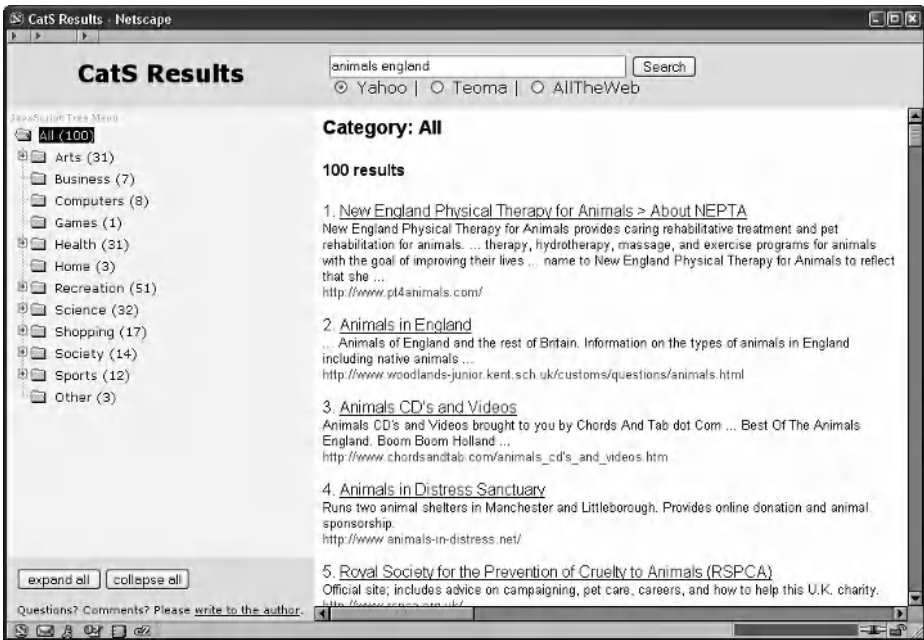 CatS Results - Netscape
CatS Results
animals england
Search
Yahoo | Teoma | AllTheWeb
JavaScript Tree Menu
All (100)
Arts (31)
Business (7)
Computers (8)
Games (1)
Health (31)
Home (3)
Recreation (51)
Science (32)
Shopping (17)
Society (14)
Sports (12)
Other (3)
expand all
collapse all
Questions? Comments? Please write to the author.
Category: All
100 results
1. New England Physical Therapy for Animals > About NEPTA
New England Physical Therapy for Animals provides caring rehabilitative treatment and pet
rehabilitation for animals. ... therapy, hydrotherapy, massage, and exercise programs for animals
with the goal of improving their lives ... name to New England Physical Therapy for Animals to reflect
that she ...
http://www.pt4animals.com/
2. Animals in England
... Animals of England and the rest of Britain. Information on the types of animals in England
including native animals ...
http://www.woodlands-junior.kent.sch.uk/customs/questions/animals.html
3. Animals CD's and Videos
Animals CD's and Videos brought to you by Chords And Tab dot Com ... Best Of The Animals
England. Boom Boom Holland ...
http://www.chordsandtab.com/animals_cd's_and_videos.htm
4. Animals in Distress Sanctuary
Runs two animal shelters in Manchester and Littleborough. Provides online donation and animal
sponsorship.
http://www.animals-in-distress.net/
5. Royal Society for the Prevention of Cruelty to Animals (RSPCA)
Official site; includes advice on campaigning, pet care, careers, and how to help this U.K. charity.
http://www.rspca.org.uk/